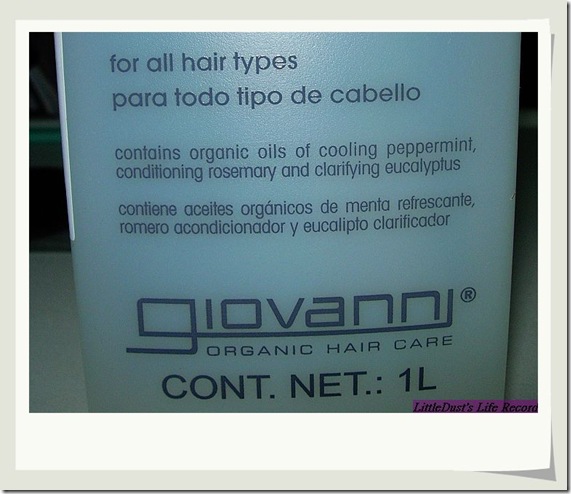 for all hair types
para todo tipo de cabello
contains organic oils of cooling peppermint,
conditioning rosemary and clarifying eucalyptus
contiene aceites orgánicos de menta refrescante,
romero acondicionador y eucalipto clarificador
giovanni®
ORGANIC HAIR CARE
CONT. NET.: 1L
LittleDust's Life Record